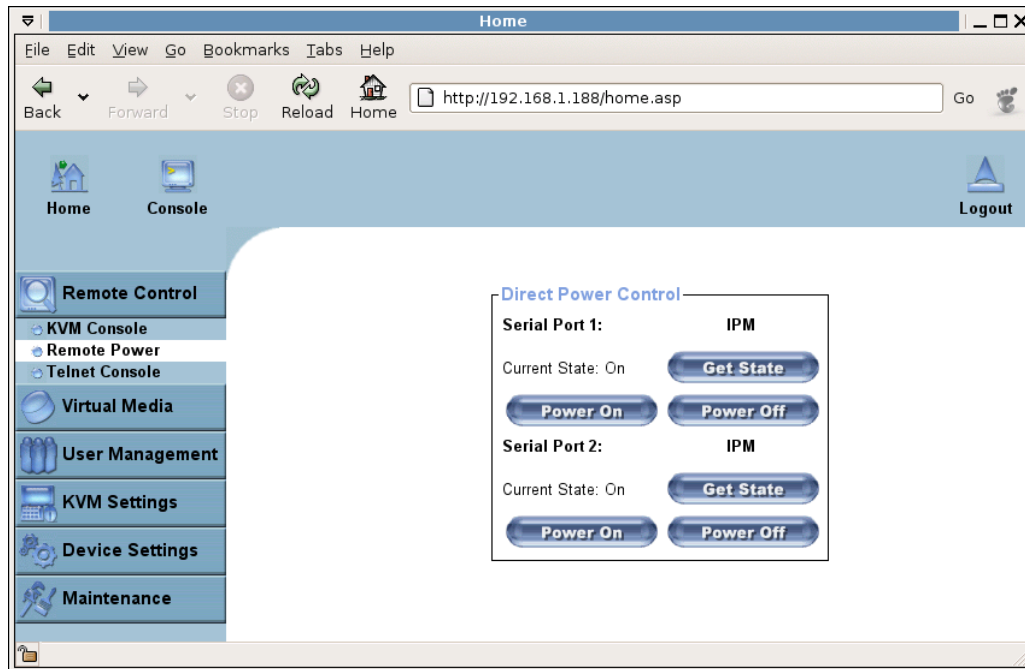 Home
File Edit View Go Bookmarks Tabs Help
Back Forward Stop Reload Home http://192.168.1.188/home.asp Go
Home Console Logout
Remote Control
KVM Console
Remote Power
Telnet Console
Virtual Media
User Management
KVM Settings
Device Settings
Maintenance
Direct Power Control
Serial Port 1: IPM
Current State: On Get State
Power On Power Off
Serial Port 2: IPM
Current State: On Get State
Power On Power Off